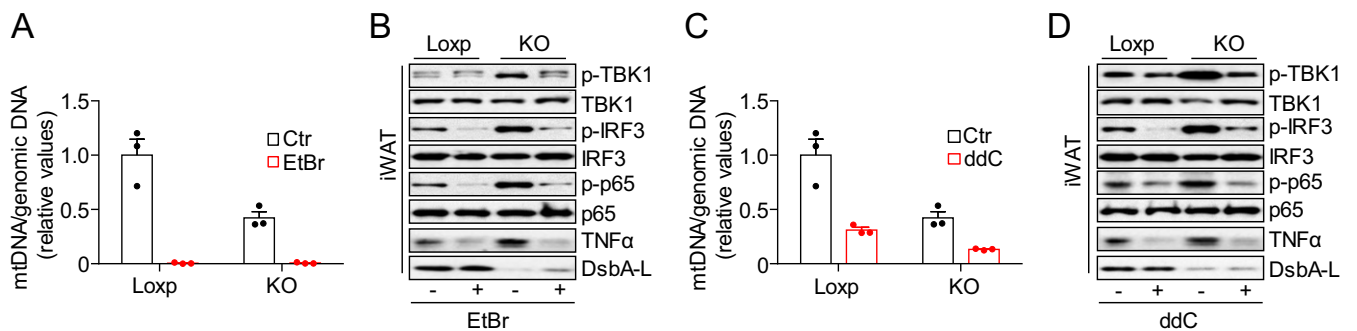 A
mtDNA/genomic DNA
(relative values)
1.5
1.0
0.5
0
Ctr
EtBr
Loxp
KO
B
Loxp
KO
iWAT
p-TBK1
TBK1
p-IRF3
IRF3
p-p65
p65
TNFα
DsbA-L
- + - +
EtBr
C
mtDNA/genomic DNA
(relative values)
1.5
1.0
0.5
0
Ctr
ddC
Loxp
KO
D
Loxp
KO
iWAT
p-TBK1
TBK1
p-IRF3
IRF3
p-p65
p65
TNFα
DsbA-L
- + - +
ddC